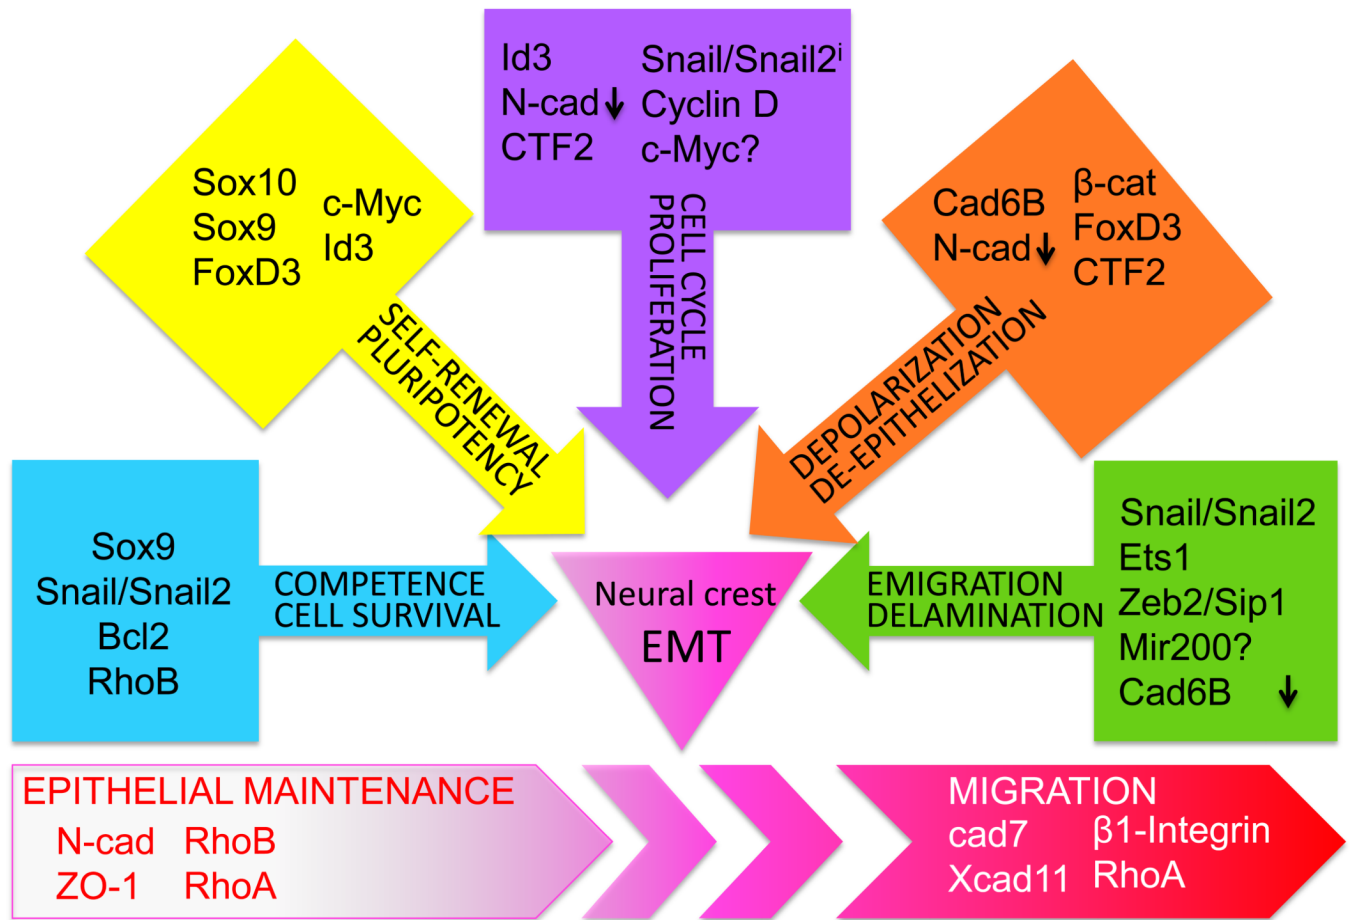 Id3
N-cad↓
CTF2
Snail/Snail2ⁱ
Cyclin D
c-Myc?
CELL CYCLE
PROLIFERATION
Sox10
Sox9
FoxD3
c-Myc
Id3
SELF-RENEWAL
PLURIPOTENCY
Cad6B
N-cad↓
β-cat
FoxD3
CTF2
DEPOLARIZATION
DE-EPITHELIZATION
Sox9
Snail/Snail2
Bcl2
RhoB
COMPETENCE
CELL SURVIVAL
Neural crest
EMT
EMIGRATION
DELAMINATION
Snail/Snail2
Ets1
Zeb2/Sip1
Mir200?
Cad6B ↓
EPITHELIAL MAINTENANCE
N-cad RhoB
ZO-1 RhoA
MIGRATION
cad7 β1-Integrin
Xcad11 RhoA